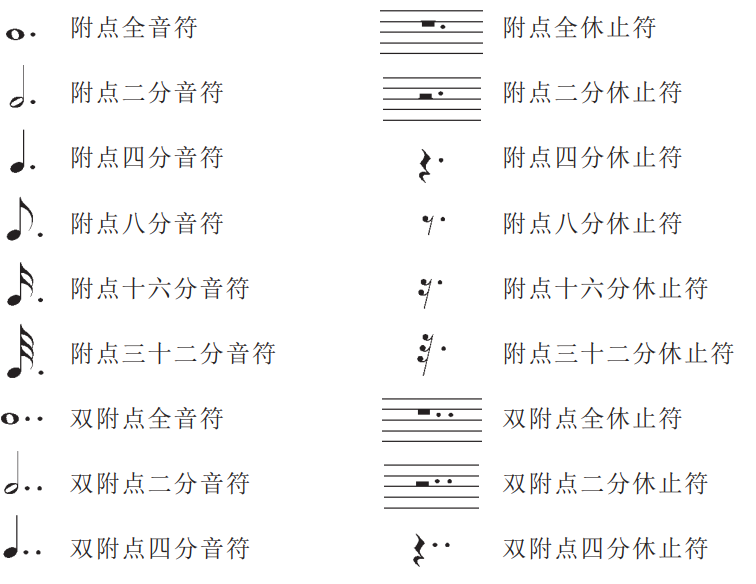 附点全音符 附点全休止符
附点二分音符 附点二分休止符
附点四分音符 附点四分休止符
附点八分音符 附点八分休止符
附点十六分音符 附点十六分休止符
附点三十二分音符 附点三十二分休止符
双附点全音符 双附点全休止符
双附点二分音符 双附点二分休止符
双附点四分音符 双附点四分休止符